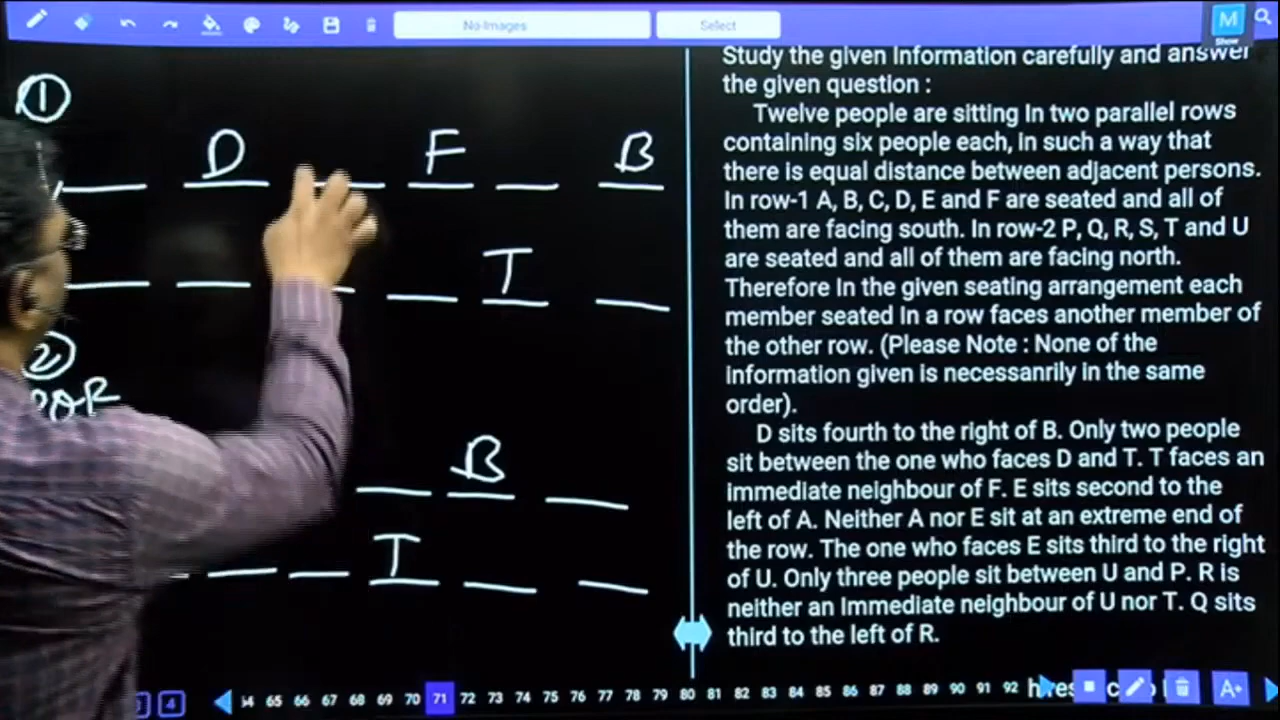 No-Images Select
M
Show
1
D F B
T
2
B
T
Study the given Information carefully and answer
the given question :
Twelve people are sitting In two parallel rows
containing six people each, in such a way that
there is equal distance between adjacent persons.
In row-1 A, B, C, D, E and F are seated and all of
them are facing south. In row-2 P, Q, R, S, T and U
are seated and all of them are facing north.
Therefore In the given seating arrangement each
member seated In a row faces another member of
the other row. (Please Note : None of the
information given is necessanrily in the same
order).
D sits fourth to the right of B. Only two people
sit between the one who faces D and T. T faces an
immediate neighbour of F. E sits second to the
left of A. Neither A nor E sit at an extreme end of
the row. The one who faces E sits third to the right
of U. Only three people sit between U and P. R is
neither an Immediate neighbour of U nor T. Q sits
third to the left of R.
4 65 66 67 68 69 70 71 72 73 74 75 76 77 78 79 80 81 82 83 84 85 86 87 88 89 90 91 92 A+